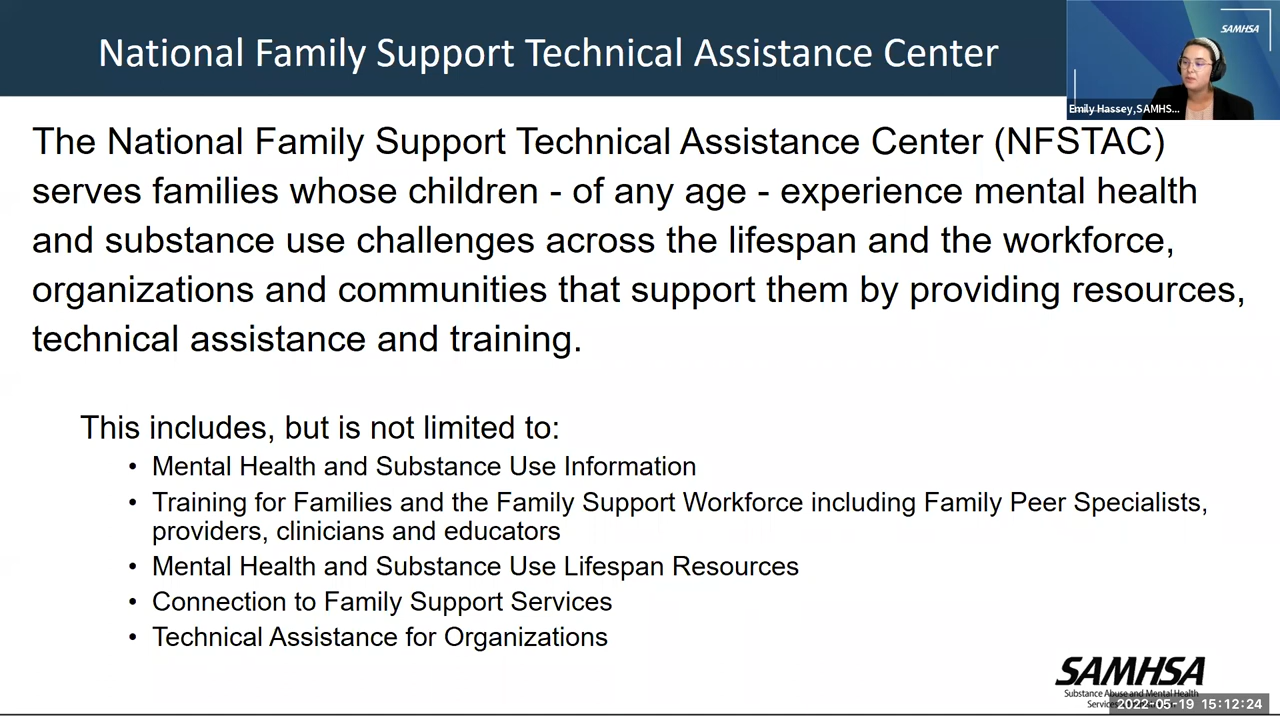 National Family Support Technical Assistance Center
SAMHSA
Emily Hassey,SAMHS...
The National Family Support Technical Assistance Center (NFSTAC)
serves families whose children - of any age - experience mental health
and substance use challenges across the lifespan and the workforce,
organizations and communities that support them by providing resources,
technical assistance and training.
This includes, but is not limited to:
• Mental Health and Substance Use Information
• Training for Families and the Family Support Workforce including Family Peer Specialists,
providers, clinicians and educators
• Mental Health and Substance Use Lifespan Resources
• Connection to Family Support Services
• Technical Assistance for Organizations
SAMHSA
Substance Abuse and Mental Health
2022-05-19 15:12:24